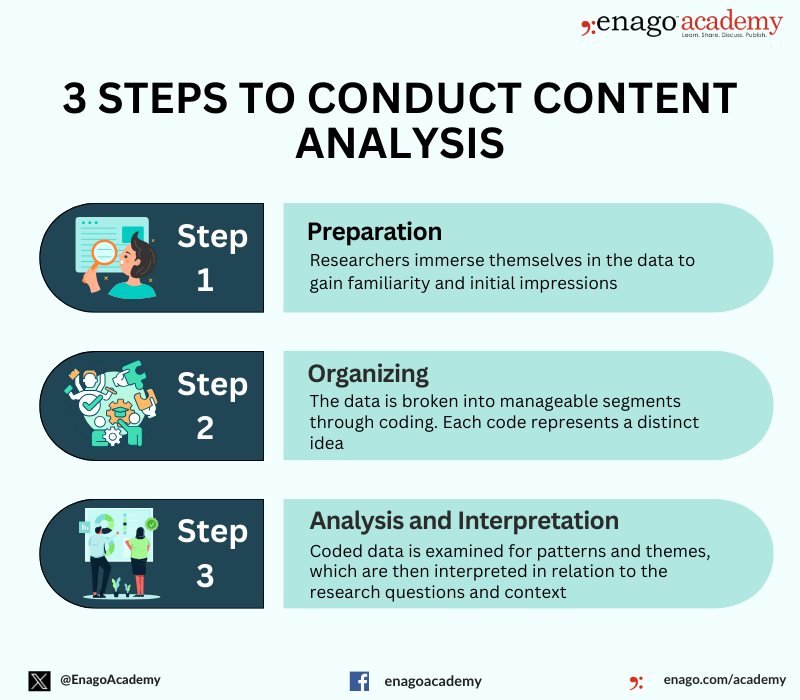 enago academy
Learn. Share. Discuss. Publish.
3 STEPS TO CONDUCT CONTENT
ANALYSIS
Step
1
Preparation
Researchers immerse themselves in the data to
gain familiarity and initial impressions
Step
2
Organizing
The data is broken into manageable segments
through coding. Each code represents a distinct
idea
Step
3
Analysis and Interpretation
Coded data is examined for patterns and themes,
which are then interpreted in relation to the
research questions and context
@EnagoAcademy
enagoacademy
enago.com/academy